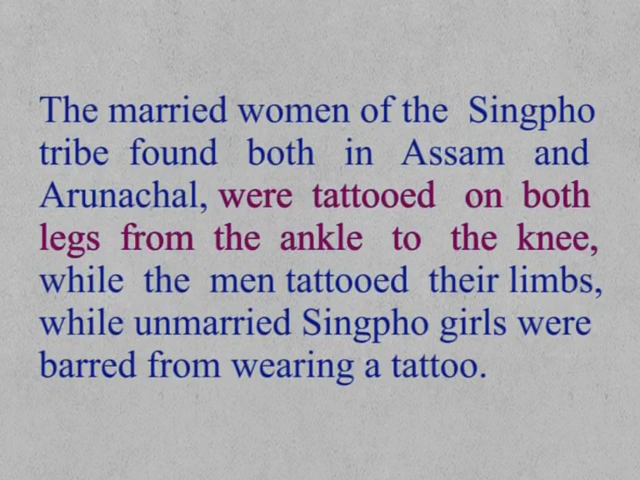 The married women of the Singpho
tribe found both in Assam and
Arunachal, were tattooed on both
legs from the ankle to the knee,
while the men tattooed their limbs,
while unmarried Singpho girls were
barred from wearing a tattoo.